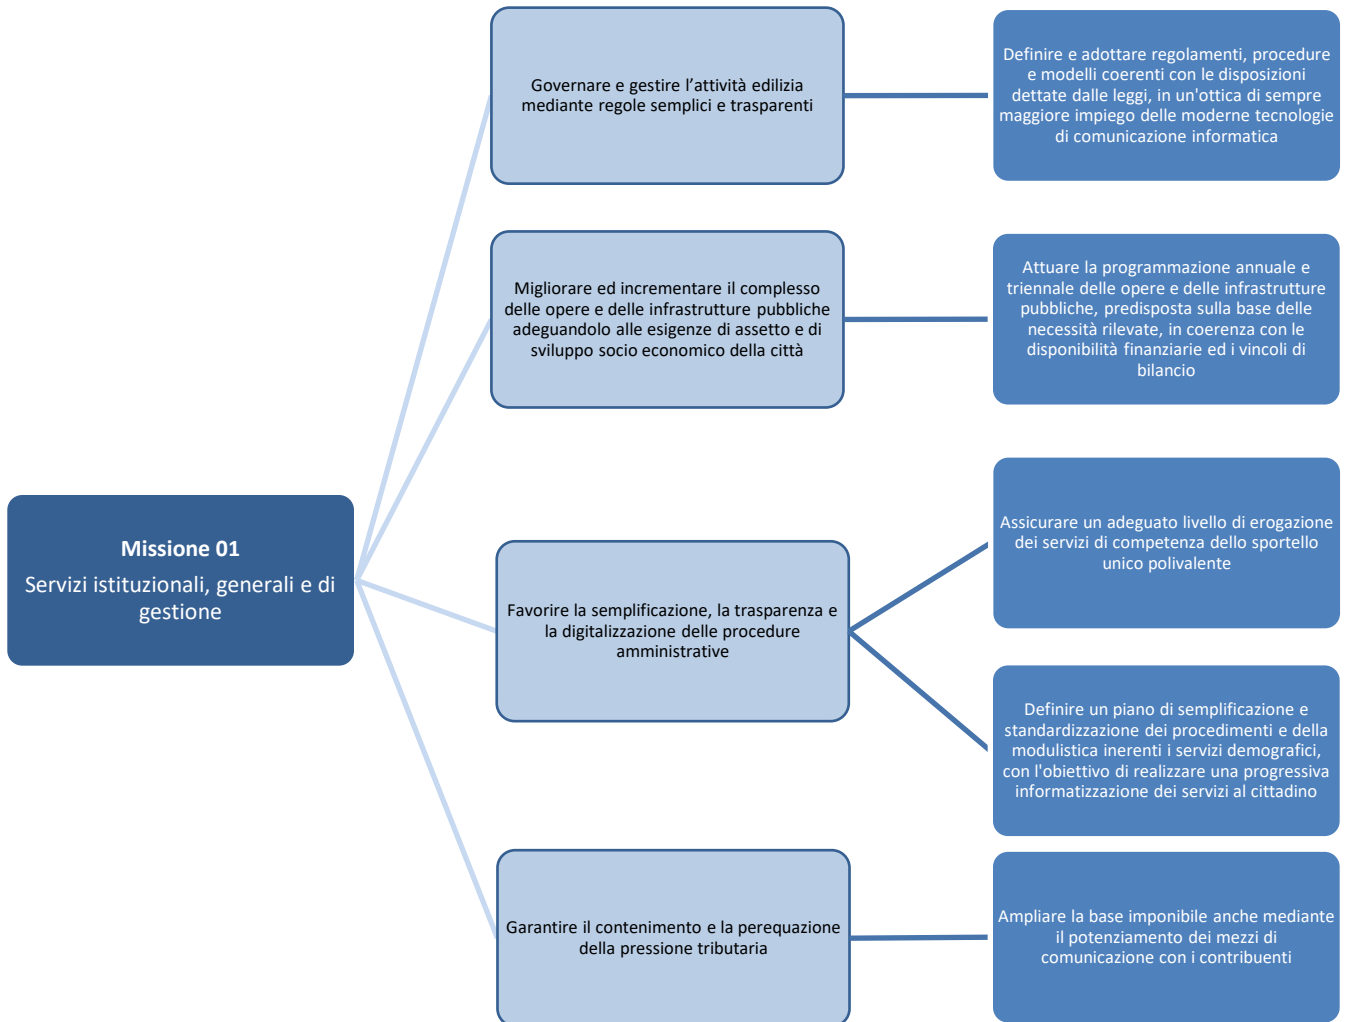 Missione 01
Servizi istituzionali, generali e di
gestione
Governare e gestire l’attività edilizia
mediante regole semplici e trasparenti
Definire e adottare regolamenti, procedure
e modelli coerenti con le disposizioni
dettate dalle leggi, in un'ottica di sempre
maggiore impiego delle moderne tecnologie
di comunicazione informatica
Migliorare ed incrementare il complesso
delle opere e delle infrastrutture pubbliche
adeguandolo alle esigenze di assetto e di
sviluppo socio economico della città
Attuare la programmazione annuale e
triennale delle opere e delle infrastrutture
pubbliche, predisposta sulla base delle
necessità rilevate, in coerenza con le
disponibilità finanziarie ed i vincoli di
bilancio
Favorire la semplificazione, la trasparenza e
la digitalizzazione delle procedure
amministrative
Assicurare un adeguato livello di erogazione
dei servizi di competenza dello sportello
unico polivalente
Definire un piano di semplificazione e
standardizzazione dei procedimenti e della
modulistica inerenti i servizi demografici,
con l'obiettivo di realizzare una progressiva
informatizzazione dei servizi al cittadino
Garantire il contenimento e la perequazione
della pressione tributaria
Ampliare la base imponibile anche mediante
il potenziamento dei mezzi di
comunicazione con i contribuenti